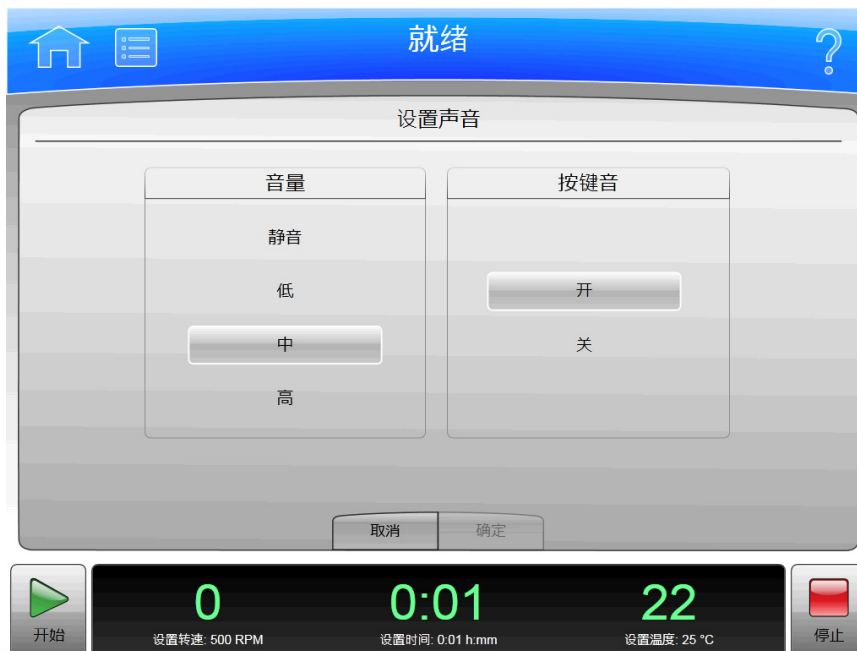 就绪
?
设置声音
音量
按键音
静音
低
开
中
关
高
取消
确定
0
0:01
22
开始
设置转速: 500 RPM
设置时间: 0:01 h:mm
设置温度: 25 °C
停止